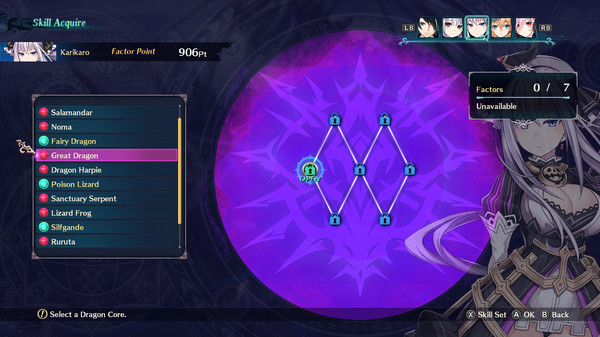 Skill Acquire
LB RB
Karikaro Factor Point 906Pt
Factors 0 / 7
Unavailable
Salamandar
Noma
Fairy Dragon
Great Dragon
Dragon Harpie
Poison Lizard
Sanctuary Serpent
Lizard Frog
Silfgande
Ruruta
OPEN
Select a Dragon Core.
X Skill Set A OK B Back